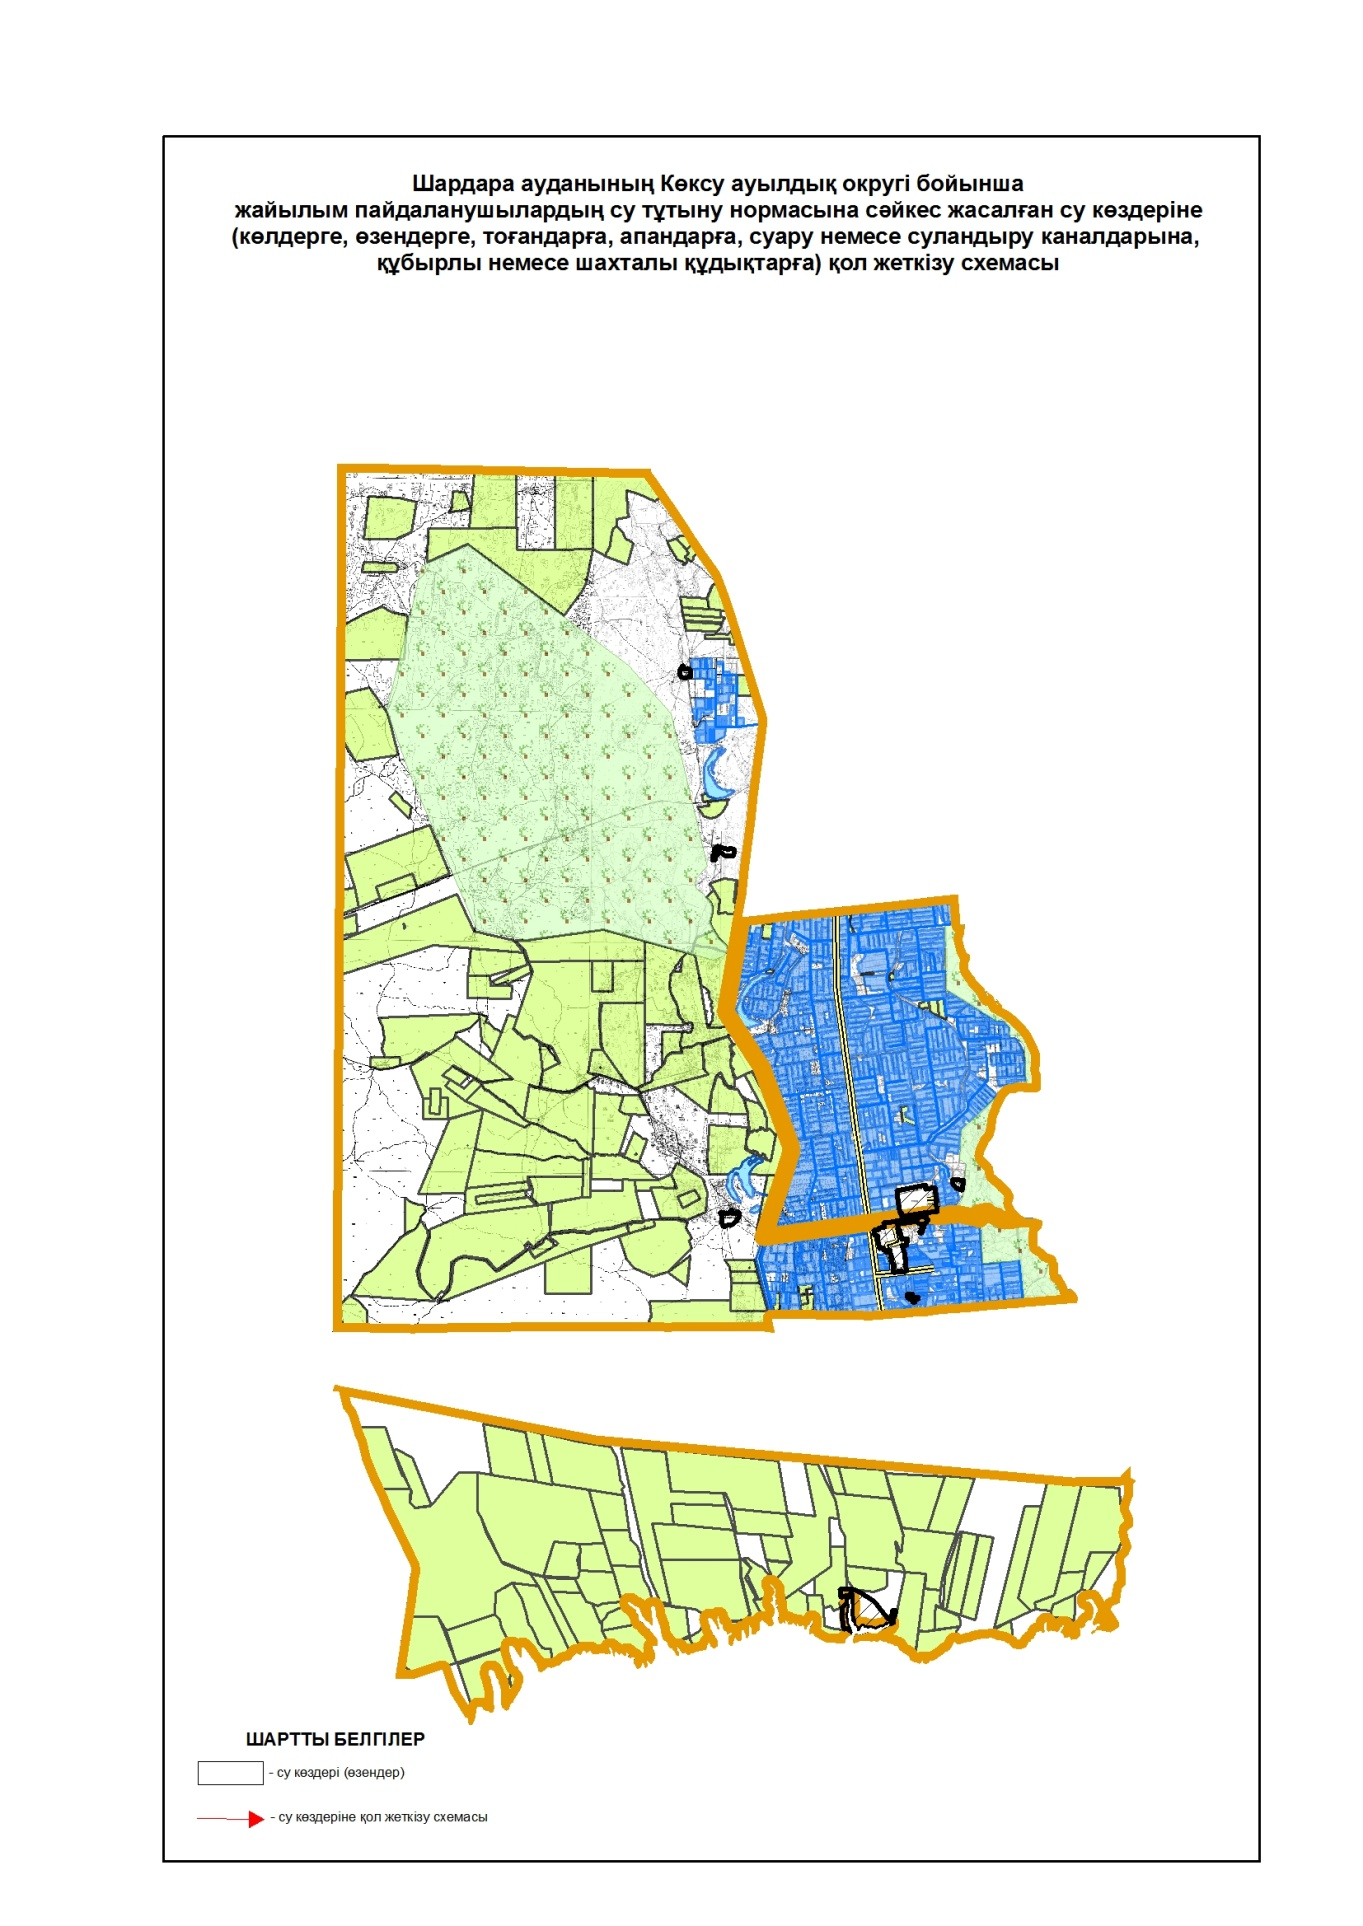 Шардара ауданының Көксу ауылдық округі бойынша
жайылым пайдаланушылардың су тұтыну нормасына сәйкес жасалған су көздеріне
(көлдерге, өзендерге, тоғандарға, апандарға, суару немесе суландыру каналдарына,
құбырлы немесе шахталы құдықтарға) қол жеткізу схемасы
ШАРТТЫ БЕЛГІЛЕР
- су көздері (өзендер)
- су көздеріне қол жеткізу схемасы